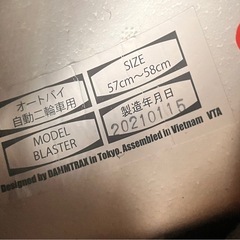 オートバイ
自動二輪車用
SIZE
57cm～58cm
MODEL
BLASTER
製造年月日
20210115
Designed by DAMMTRAX in Tokyo. Assembled in Vietnam VTA